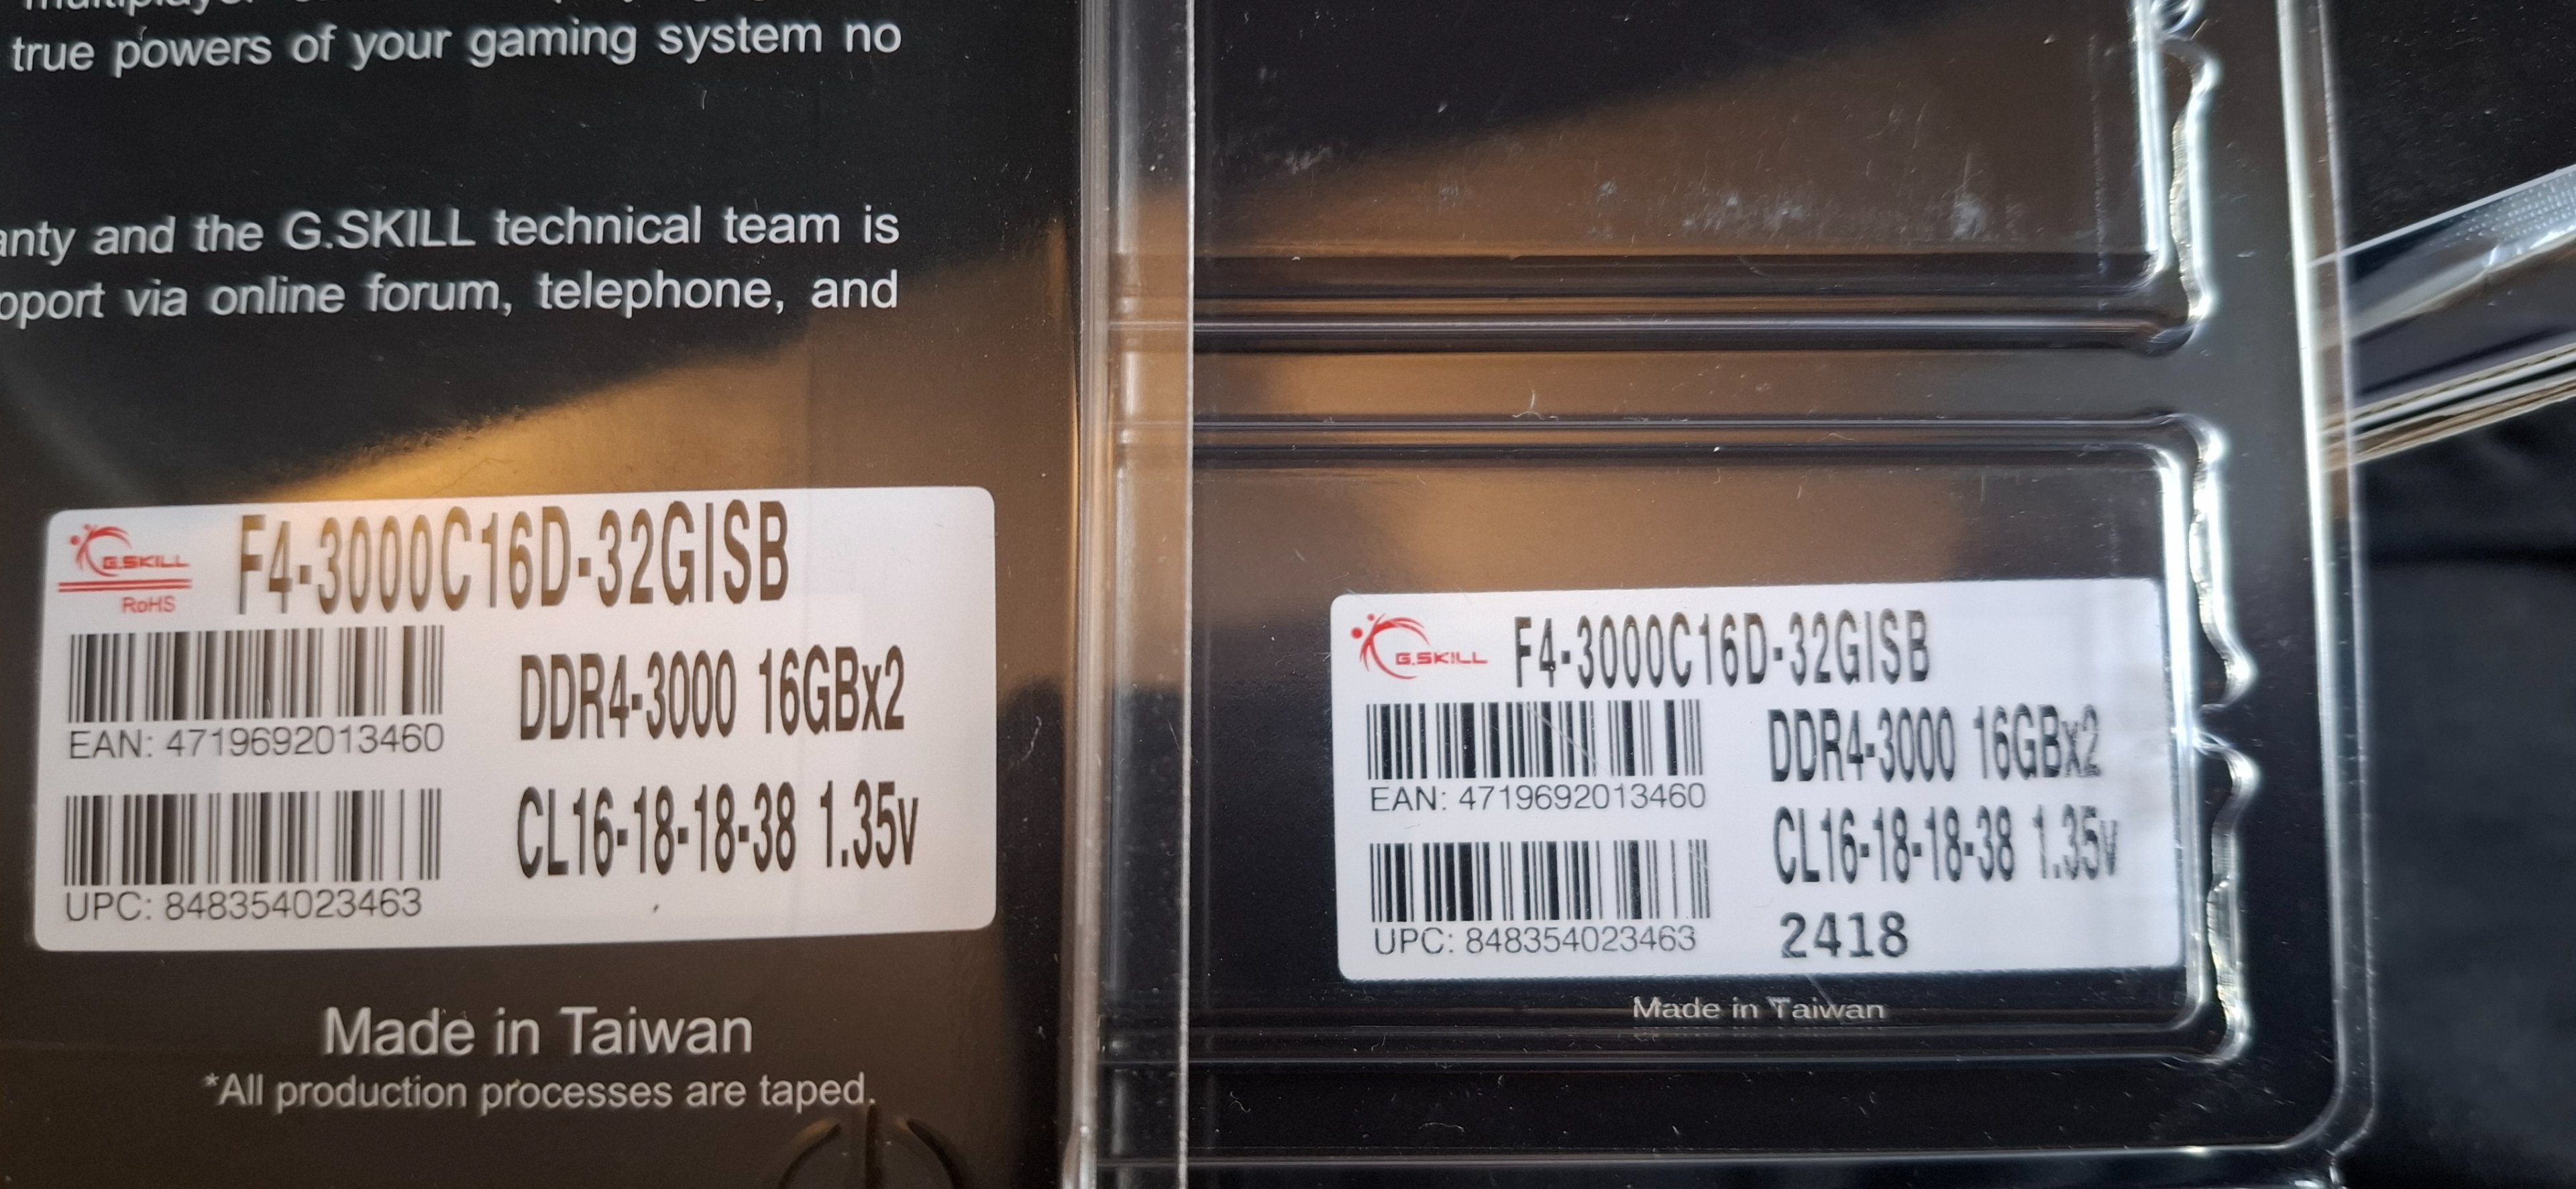 true powers of your gaming system no
and the G.SKILL technical team is
via online forum, telephone, and
G.SKILL
RoHS
F4-3000C16D-32GISB
EAN: 4719692013460
DDR4-3000 16GBx2
CL16-18-18-38 1.35v
UPC: 848354023463
Made in Taiwan
*All production processes are taped.
G.SKILL
F4-3000C16D-32GISB
EAN: 4719692013460
DDR4-3000 16GBx2
CL16-18-18-38 1.35v
UPC: 848354023463
2418
Made in Taiwan